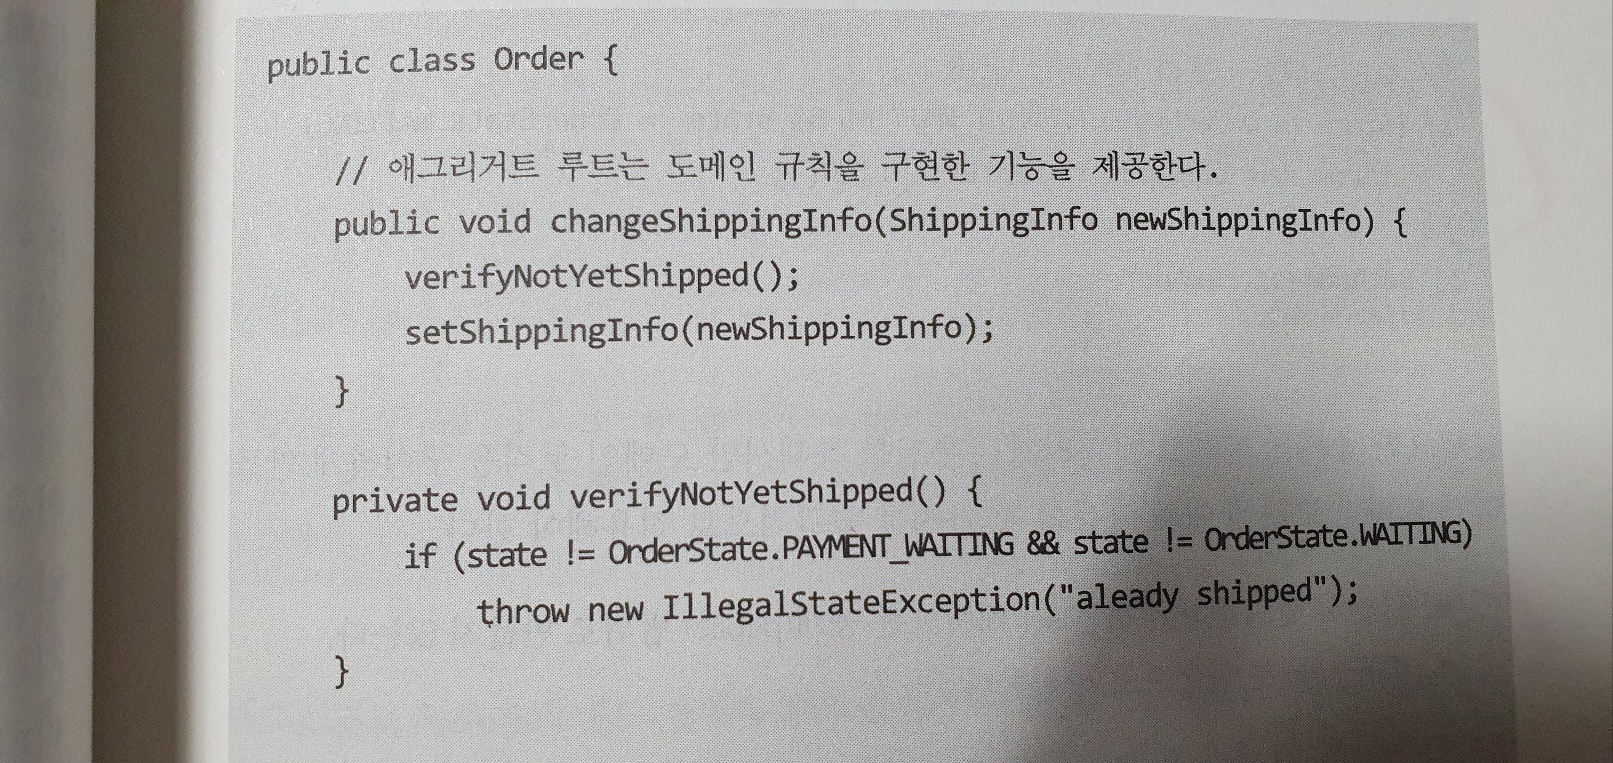 public class Order {
// 애그리거트 루트는 도메인 규칙을 구현한 기능을 제공한다.
public void changeShippingInfo(ShippingInfo newShippingInfo) {
verifyNotYetShipped();
setShippingInfo(newShippingInfo);
}
private void verifyNotYetShipped() {
if (state != OrderState.PAYMENT_WAITING && state != OrderState.WAITING)
throw new IllegalStateException("aleady shipped");
}